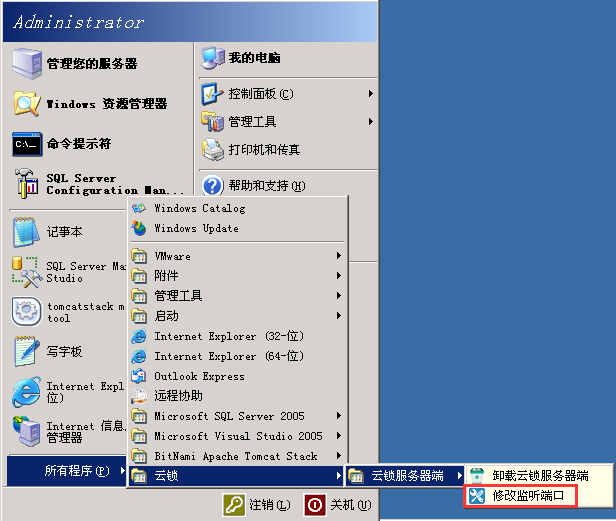 Administrator
管理您的服务器
Windows 资源管理器
命令提示符
SQL Server
Configuration Man...
记事本
SQL Server Ma
Studio
tomcatstack m
tool
写字板
Internet Expl
位)
Internet 信息
管理器
所有程序(P)
我的电脑
控制面板(C)
管理工具
打印机和传真
帮助和支持(H)
Windows Catalog
Windows Update
VMware
附件
管理工具
启动
Internet Explorer (32-位)
Internet Explorer (64-位)
Outlook Express
远程协助
Microsoft SQL Server 2005
Microsoft Visual Studio 2005
BitNami Apache Tomcat Stack
云锁
云锁服务器端
卸载云锁服务器端
修改监听端口
注销(L)
关机(U)